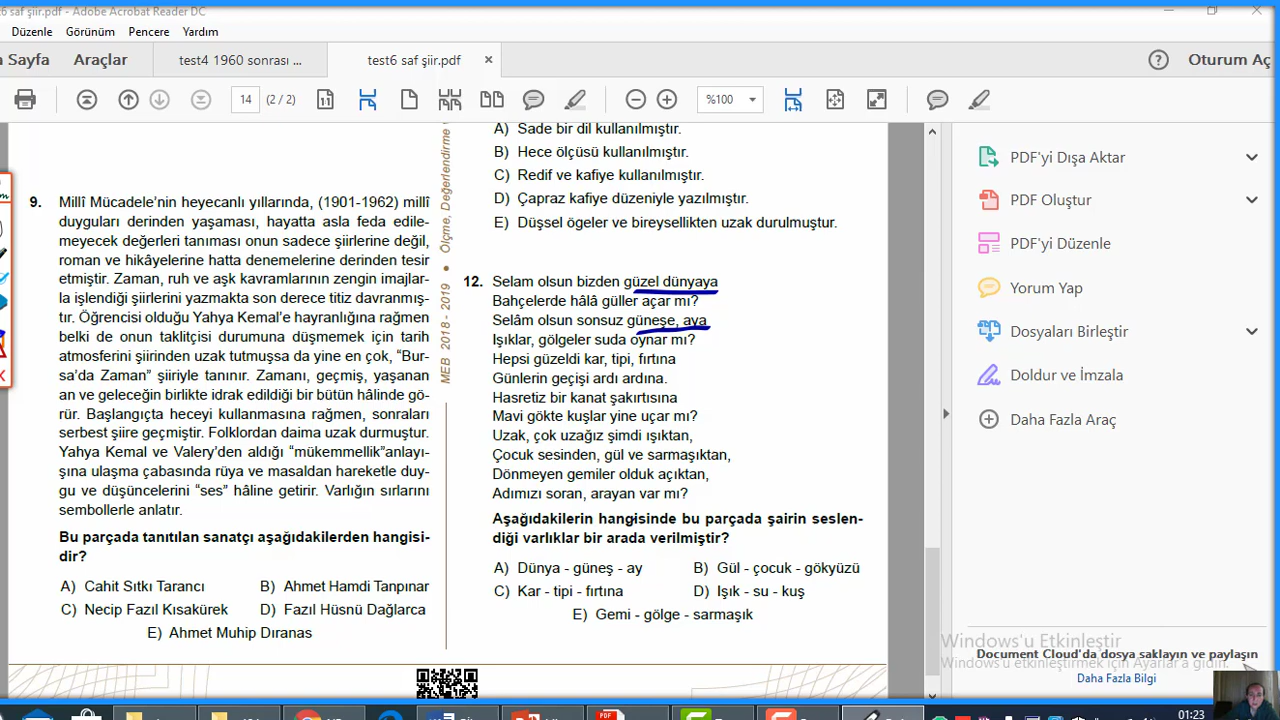 t6 saf şiir.pdf - Adobe Acrobat Reader DC
Düzenle Görünüm Pencere Yardım
Sayfa Araçlar test4 1960 sonrası ... test6 saf şiir.pdf × Oturum Aç
14 (2 / 2) %100
9. Millî Mücadele'nin heyecanlı yıllarında, (1901-1962) millî
duyguları derinden yaşaması, hayatta asla feda edile-
meyecek değerleri tanıması onun sadece şiirlerine değil,
roman ve hikâyelerine hatta denemelerine derinden tesir
etmiştir. Zaman, ruh ve aşk kavramlarının zengin imajlar-
la işlendiği şiirlerini yazmakta son derece titiz davranmış-
tır. Öğrencisi olduğu Yahya Kemal'e hayranlığına rağmen
belki de onun taklitçisi durumuna düşmemek için tarih
atmosferini şiirinden uzak tutmuşsa da yine en çok, “Bur-
sa'da Zaman” şiiriyle tanınır. Zamanı, geçmiş, yaşanan
an ve geleceğin birlikte idrak edildiği bir bütün hâlinde gö-
rür. Başlangıçta heceyi kullanmasına rağmen, sonraları
serbest şiire geçmiştir. Folklordan daima uzak durmuştur.
Yahya Kemal ve Valery'den aldığı “mükemmellik”anlayı-
şına ulaşma çabasında rüya ve masaldan hareketle duy-
gu ve düşüncelerini “ses” hâline getirir. Varlığın sırlarını
sembollerle anlatır.
Bu parçada tanıtılan sanatçı aşağıdakilerden hangisi-
dir?
A) Cahit Sıtkı Tarancı B) Ahmet Hamdi Tanpınar
C) Necip Fazıl Kısakürek D) Fazıl Hüsnü Dağlarca
E) Ahmet Muhip Dıranas
MEB 2018 - 2019 ● Ölçme, Değerlendirme
A) Sade bir dil kullanılmıştır.
B) Hece ölçüsü kullanılmıştır.
C) Redif ve kafiye kullanılmıştır.
D) Çapraz kafiye düzeniyle yazılmıştır.
E) Düşsel ögeler ve bireysellikten uzak durulmuştur.
12. Selam olsun bizden güzel dünyaya
Bahçelerde hâlâ güller açar mı?
Selâm olsun sonsuz güneşe, aya
Işıklar, gölgeler suda oynar mı?
Hepsi güzeldi kar, tipi, fırtına
Günlerin geçişi ardı ardına.
Hasretiz bir kanat şakırtısına
Mavi gökte kuşlar yine uçar mı?
Uzak, çok uzağız şimdi ışıktan,
Çocuk sesinden, gül ve sarmaşıktan,
Dönmeyen gemiler olduk açıktan,
Adımızı soran, arayan var mı?
Aşağıdakilerin hangisinde bu parçada şairin seslen-
diği varlıklar bir arada verilmiştir?
A) Dünya - güneş - ay B) Gül - çocuk - gökyüzü
C) Kar - tipi - fırtına D) Işık - su - kuş
E) Gemi - gölge - sarmaşık
PDF'yi Dışa Aktar
PDF Oluştur
PDF'yi Düzenle
Yorum Yap
Dosyaları Birleştir
Doldur ve İmzala
Daha Fazla Araç
Windows'u Etkinleştir
Document Cloud'da dosya saklayın ve paylaşın
Windows'u etkinleştirmek için Ayarlar'a gidin.
Daha Fazla Bilgi
01:23